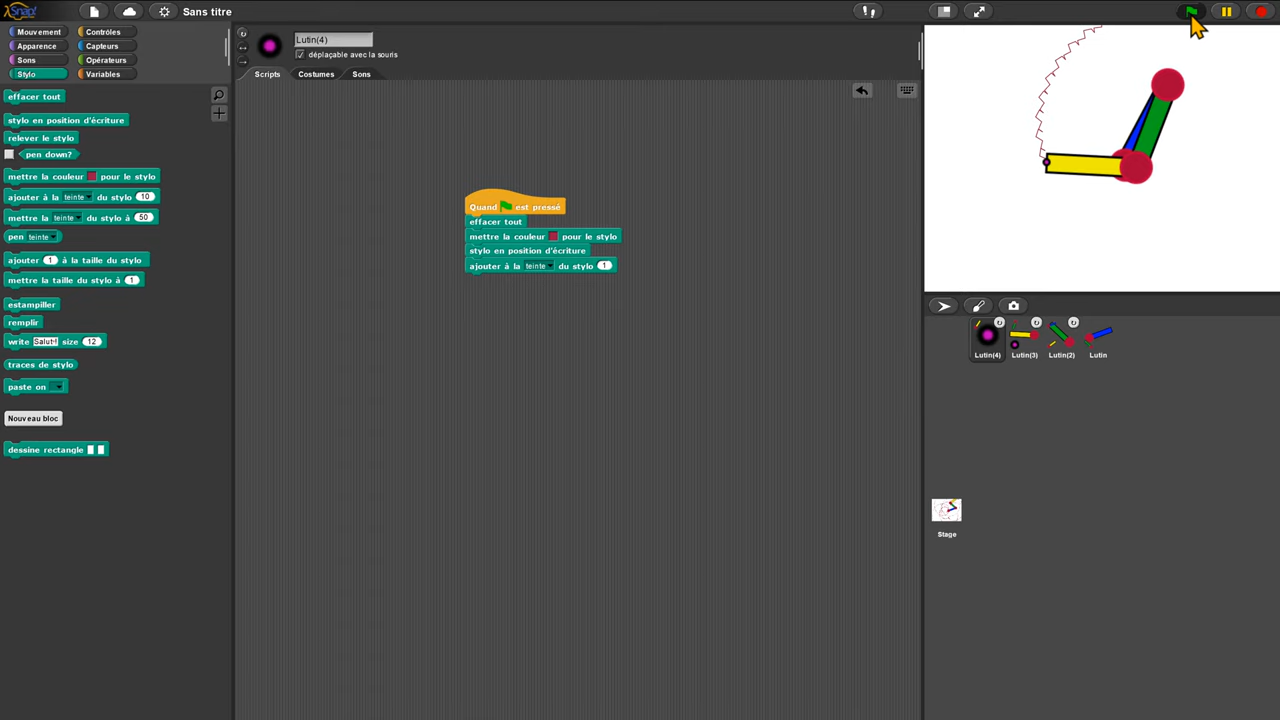 Snap! Sans titre
Mouvement Contrôles
Apparence Capteurs
Sons Opérateurs
Stylo Variables
Lutin(4)
déplaçable avec la souris
Scripts Costumes Sons
effacer tout
stylo en position d'écriture
relever le stylo
pen down?
mettre la couleur pour le stylo
ajouter à la teinte du stylo 10
mettre la teinte du stylo à 50
pen teinte
ajouter 1 à la taille du stylo
mettre la taille du stylo à 1
estampiller
remplir
write Salut! size 12
traces de stylo
paste on
Nouveau bloc
dessine rectangle
Quand est pressé
effacer tout
mettre la couleur pour le stylo
stylo en position d'écriture
ajouter à la teinte du stylo 1
Lutin(4) Lutin(3) Lutin(2) Lutin
Stage